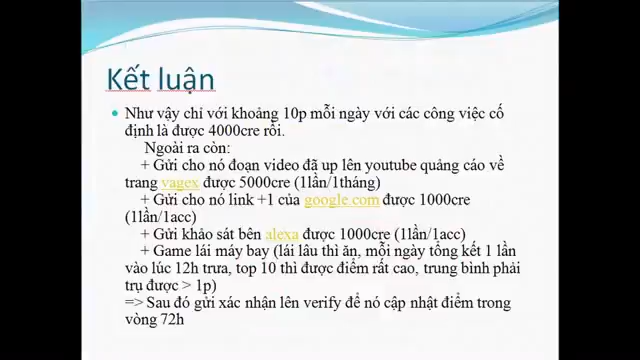 Kết luận
Như vậy chỉ với khoảng 10p mỗi ngày với các công việc cố
định là được 4000cre rồi.
Ngoài ra còn:
+ Gửi cho nó đoạn video đã up lên youtube quảng cáo về
trang vagex được 5000cre (1lần/1tháng)
+ Gửi cho nó link +1 của google.com được 1000cre
(1lần/1acc)
+ Gửi khảo sát bên alexa được 1000cre (1lần/1acc)
+ Game lái máy bay (lái lâu thì ăn, mỗi ngày tổng kết 1 lần
vào lúc 12h trưa, top 10 thì được điểm rất cao, trung bình phải
trụ được > 1p)
=> Sau đó gửi xác nhận lên verify để nó cập nhật điểm trong
vòng 72h